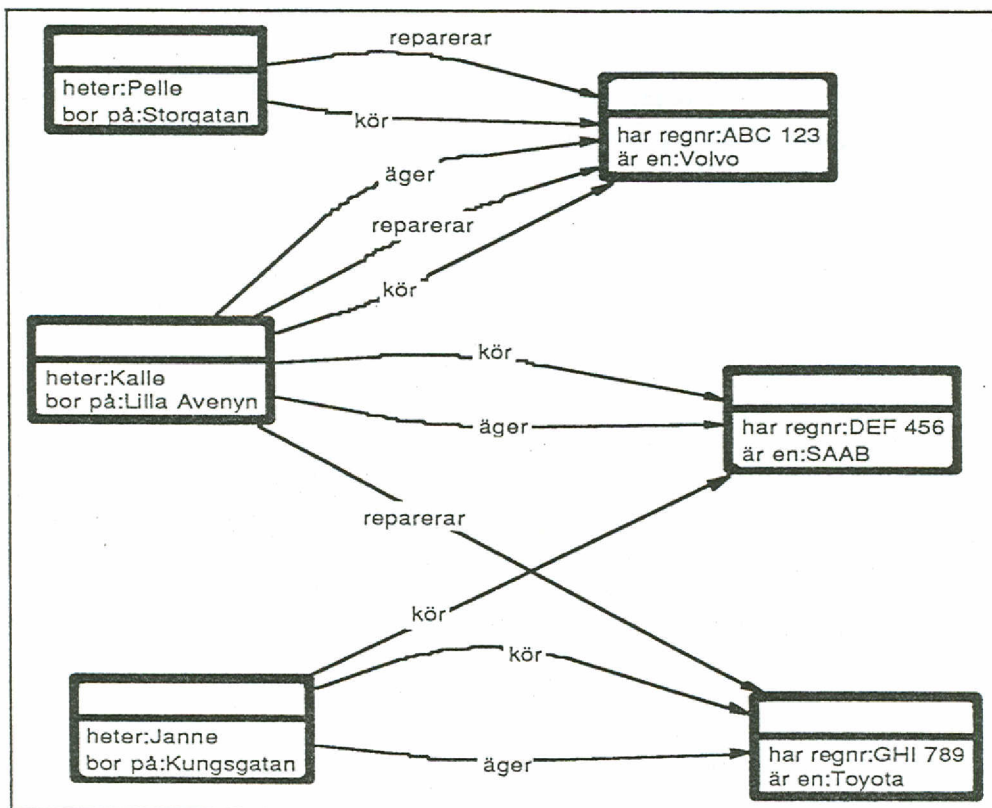 reparerar
heter:Pelle
bor på:Storgatan
kör
har regnr:ABC 123
är en:Volvo
äger
reparerar
kör
heter:Kalle
bor på:Lilla Avenyn
kör
äger
har regnr:DEF 456
är en:SAAB
reparerar
kör
kör
heter:Janne
bor på:Kungsgatan
äger
har regnr:GHI 789
är en:Toyota